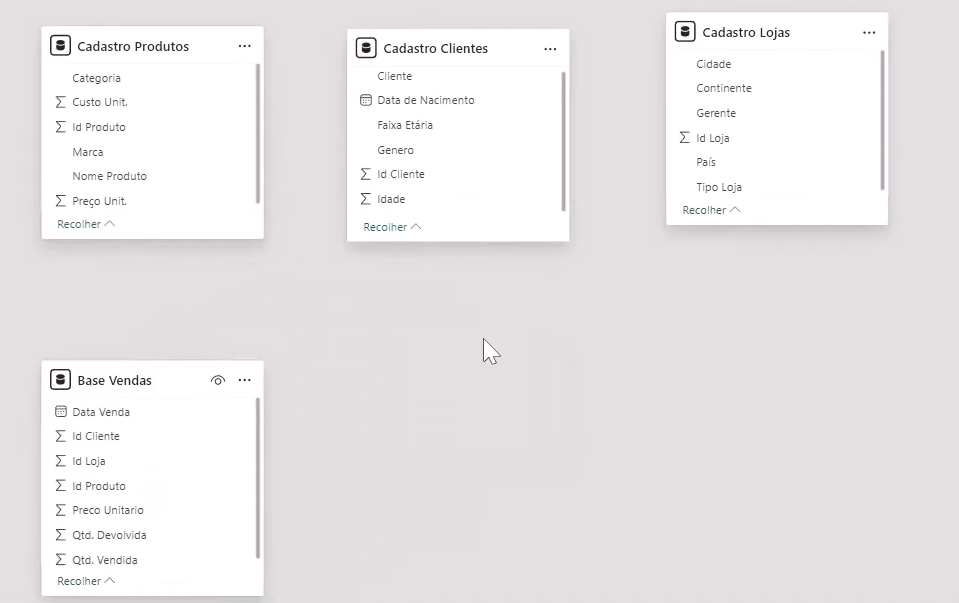 Cadastro Produtos
Categoria
Custo Unit.
Id Produto
Marca
Nome Produto
Preço Unit.
Recolher
Cadastro Clientes
Cliente
Data de Nacimento
Faixa Etária
Genero
Id Cliente
Idade
Recolher
Cadastro Lojas
Cidade
Continente
Gerente
Id Loja
País
Tipo Loja
Recolher
Base Vendas
Data Venda
Id Cliente
Id Loja
Id Produto
Preco Unitario
Qtd. Devolvida
Qtd. Vendida
Recolher